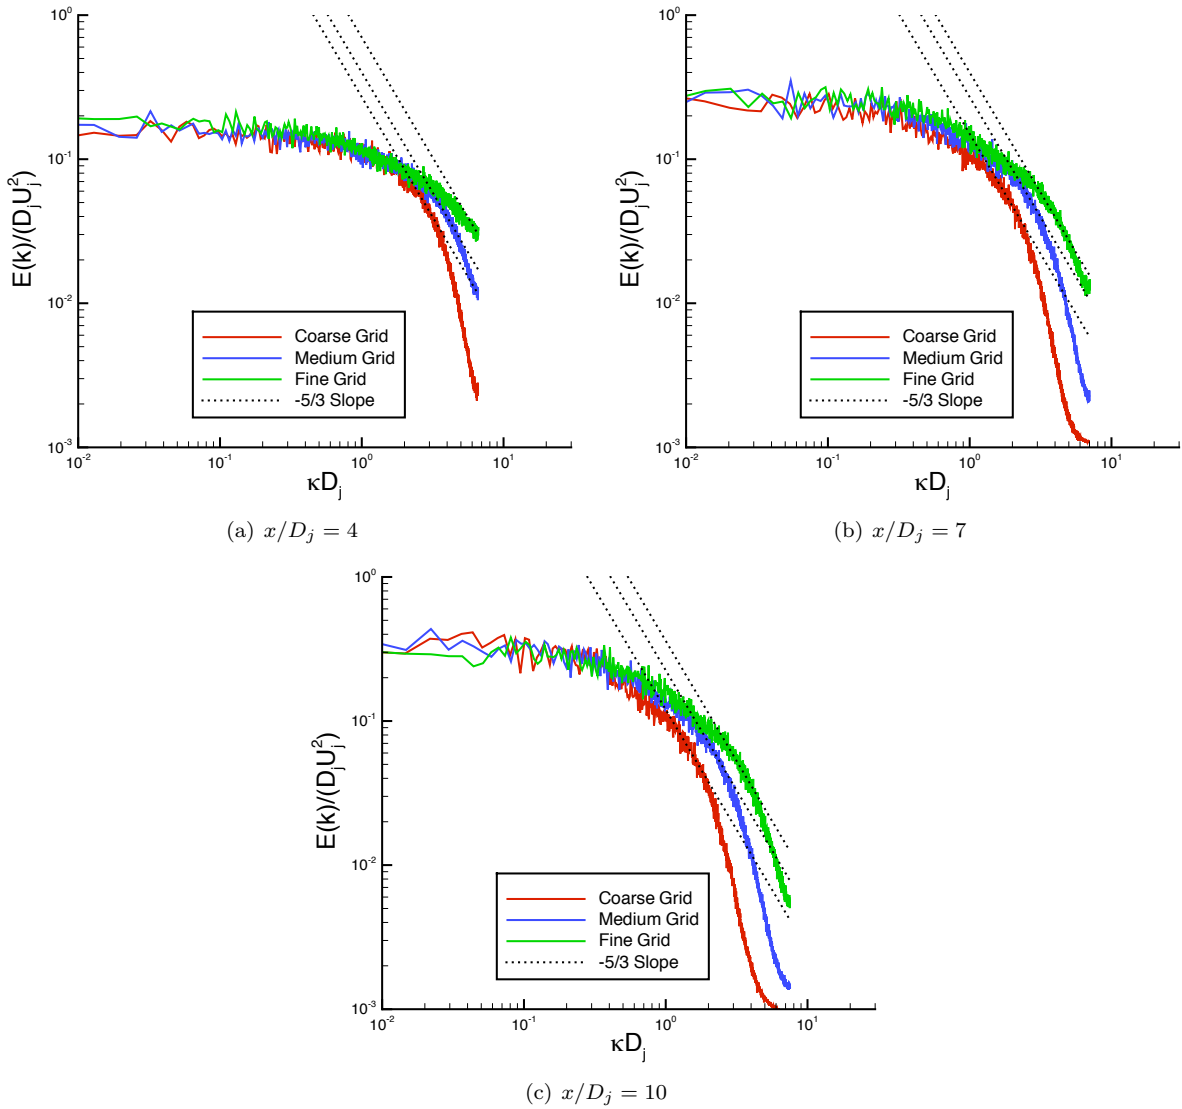 10⁰
10⁻¹
10⁻²
10⁻³
E(k)/(DⱼUⱼ²)
Coarse Grid
Medium Grid
Fine Grid
-5/3 Slope
10⁻² 10⁻¹ 10⁰ 10¹
κDⱼ
(a) x/Dⱼ = 4
10⁰
10⁻¹
10⁻²
10⁻³
E(k)/(DⱼUⱼ²)
Coarse Grid
Medium Grid
Fine Grid
-5/3 Slope
10⁻² 10⁻¹ 10⁰ 10¹
κDⱼ
(b) x/Dⱼ = 7
10⁰
10⁻¹
10⁻²
10⁻³
E(k)/(DⱼUⱼ²)
Coarse Grid
Medium Grid
Fine Grid
-5/3 Slope
10⁻² 10⁻¹ 10⁰ 10¹
κDⱼ
(c) x/Dⱼ = 10